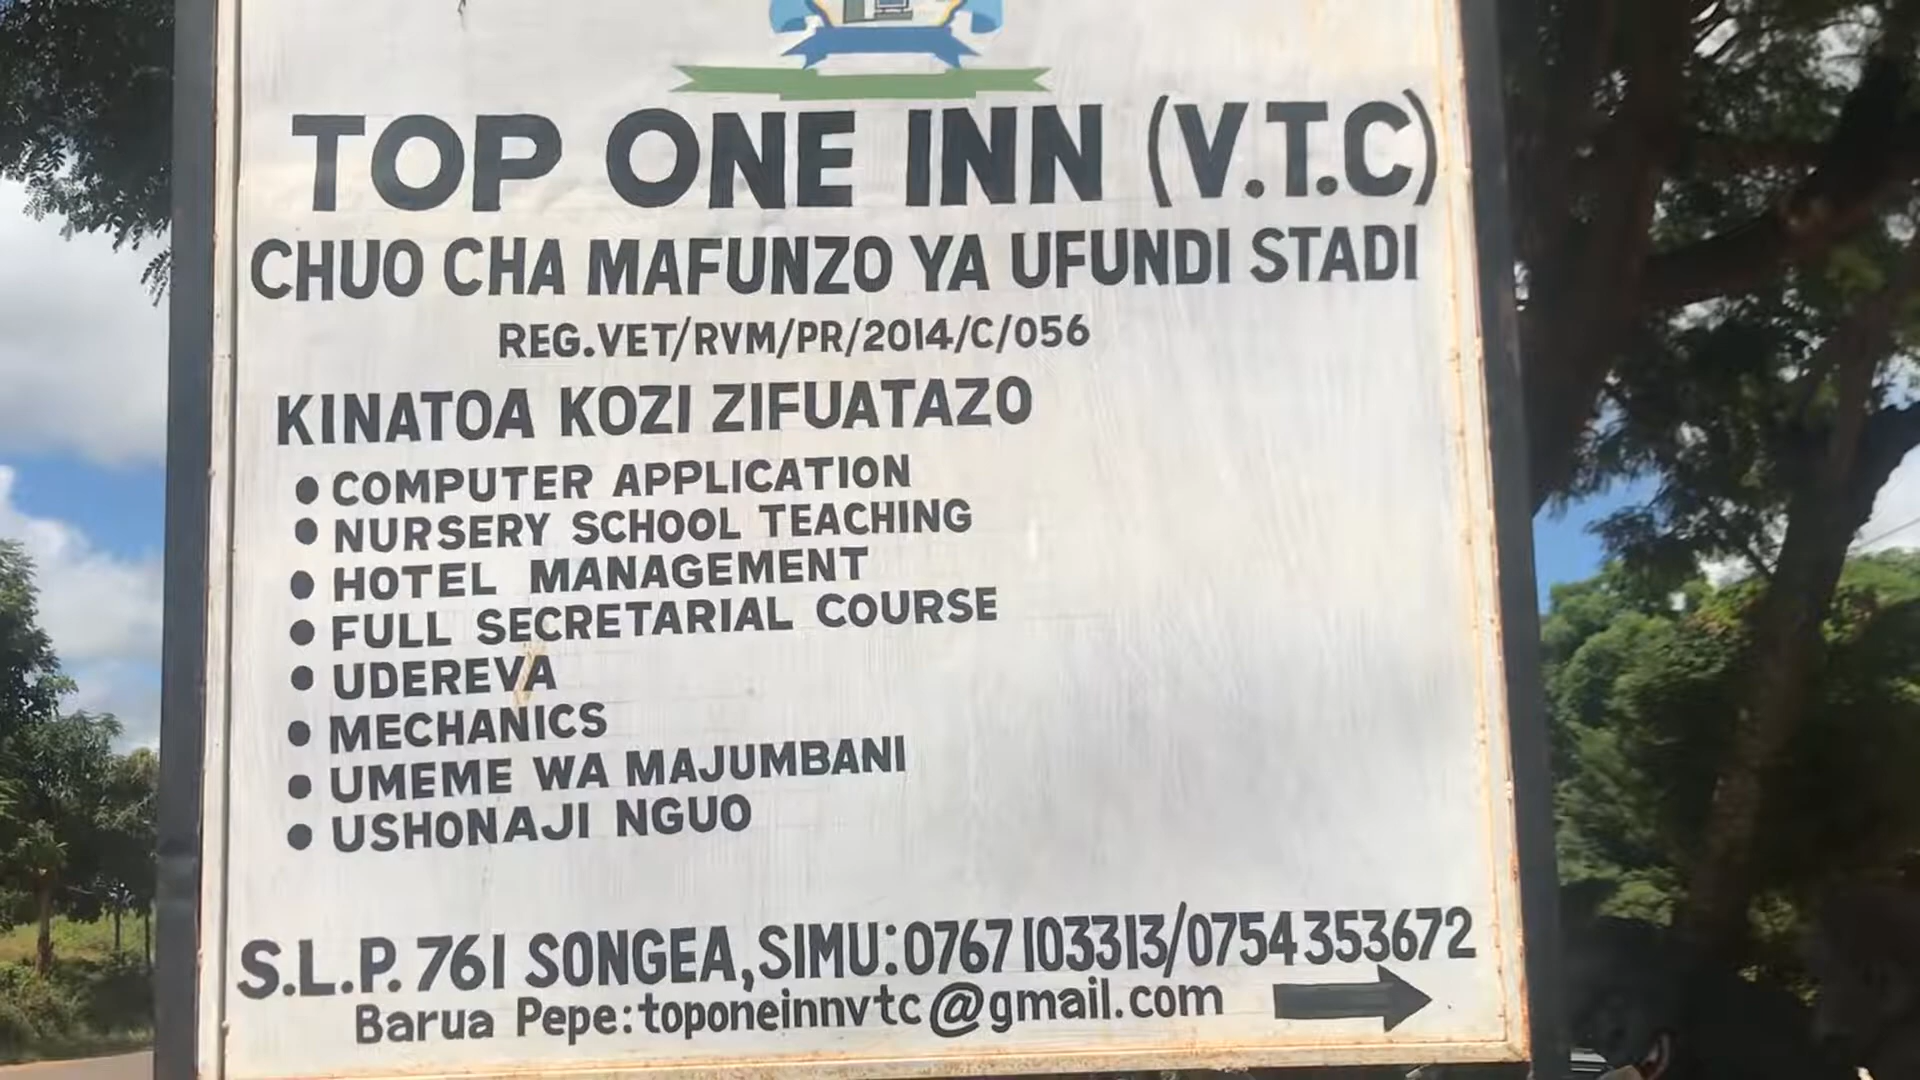 TOP ONE INN (V.T.C)
CHUO CHA MAFUNZO YA UFUNDI STADI
REG.VET/RVM/PR/2014/C/056
KINATOA KOZI ZIFUATAZO
● COMPUTER APPLICATION
● NURSERY SCHOOL TEACHING
● HOTEL MANAGEMENT
● FULL SECRETARIAL COURSE
● UDEREVA
● MECHANICS
● UMEME WA MAJUMBANI
● USHONAJI NGUO
S.L.P. 761 SONGEA, SIMU: 0767 103313/0754 353672
Barua Pepe: toponeinnvtc@gmail.com